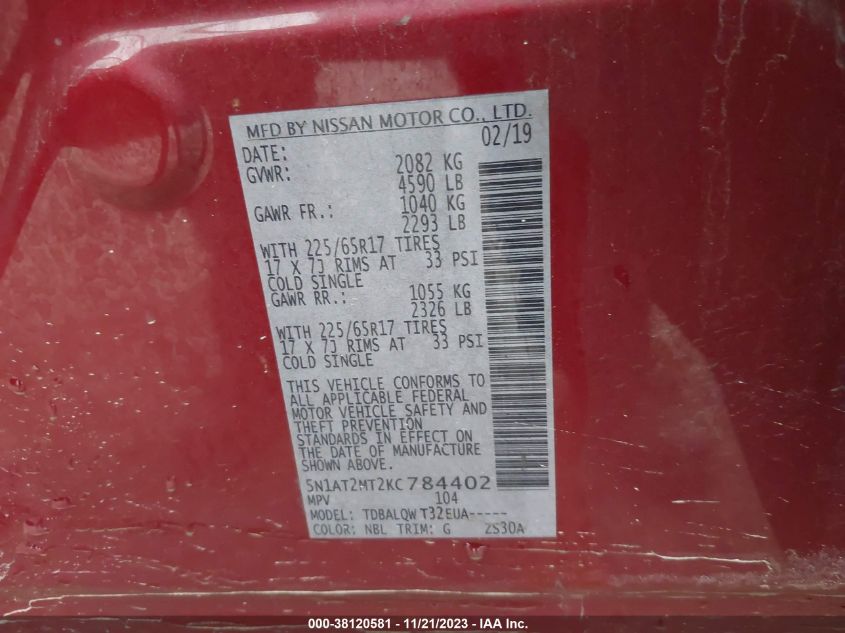 MFD BY NISSAN MOTOR CO., LTD.
DATE: 02/19
GVWR: 2082 KG
4590 LB
GAWR FR.: 1040 KG
2293 LB
WITH 225/65R17 TIRES
17 X 7J RIMS AT 33 PSI
COLD SINGLE
GAWR RR.: 1055 KG
2326 LB
WITH 225/65R17 TIRES
17 X 7J RIMS AT 33 PSI
COLD SINGLE
THIS VEHICLE CONFORMS TO
ALL APPLICABLE FEDERAL
MOTOR VEHICLE SAFETY AND
THEFT PREVENTION
STANDARDS IN EFFECT ON
THE DATE OF MANUFACTURE
SHOWN ABOVE.
5N1AT2MT2KC784402
MPV 104
MODEL: TDBALQW T32EUA-----
COLOR: NBL TRIM: G ZS30A
000-38120581 - 11/21/2023 - IAA Inc.